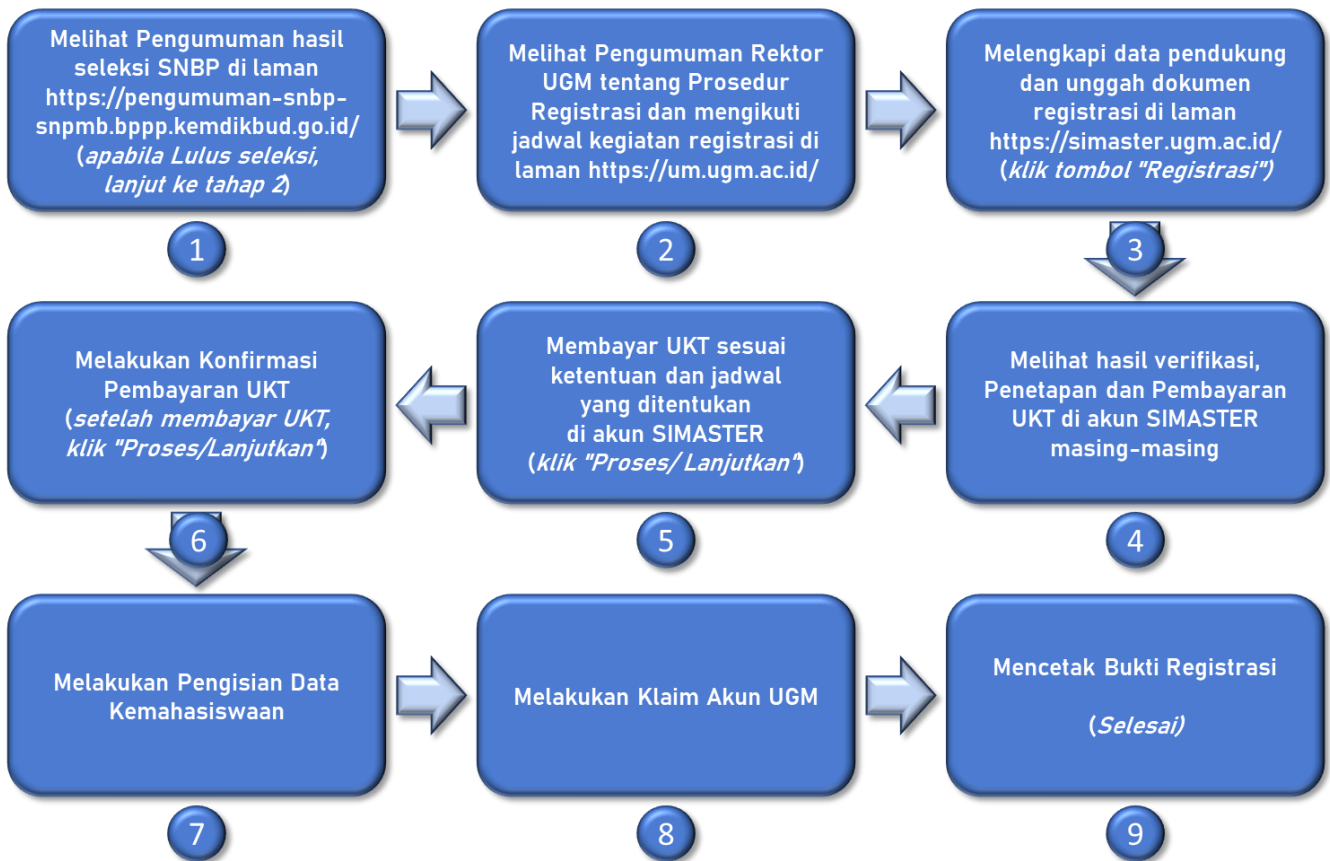 Melihat Pengumuman hasil
seleksi SNBP di laman
https://pengumuman-snbp-
snpmb.bppp.kemdikbud.go.id/
(apabila Lulus seleksi,
lanjut ke tahap 2)
1
Melihat Pengumuman Rektor
UGM tentang Prosedur
Registrasi dan mengikuti
jadwal kegiatan registrasi di
laman https://um.ugm.ac.id/
2
Melengkapi data pendukung
dan unggah dokumen
registrasi di laman
https://simaster.ugm.ac.id/
(klik tombol "Registrasi")
3
Melihat hasil verifikasi,
Penetapan dan Pembayaran
UKT di akun SIMASTER
masing-masing
4
Membayar UKT sesuai
ketentuan dan jadwal
yang ditentukan
di akun SIMASTER
(klik "Proses/ Lanjutkan")
5
Melakukan Konfirmasi
Pembayaran UKT
(setelah membayar UKT,
klik "Proses/Lanjutkan")
6
Melakukan Pengisian Data
Kemahasiswaan
7
Melakukan Klaim Akun UGM
8
Mencetak Bukti Registrasi
(Selesai)
9